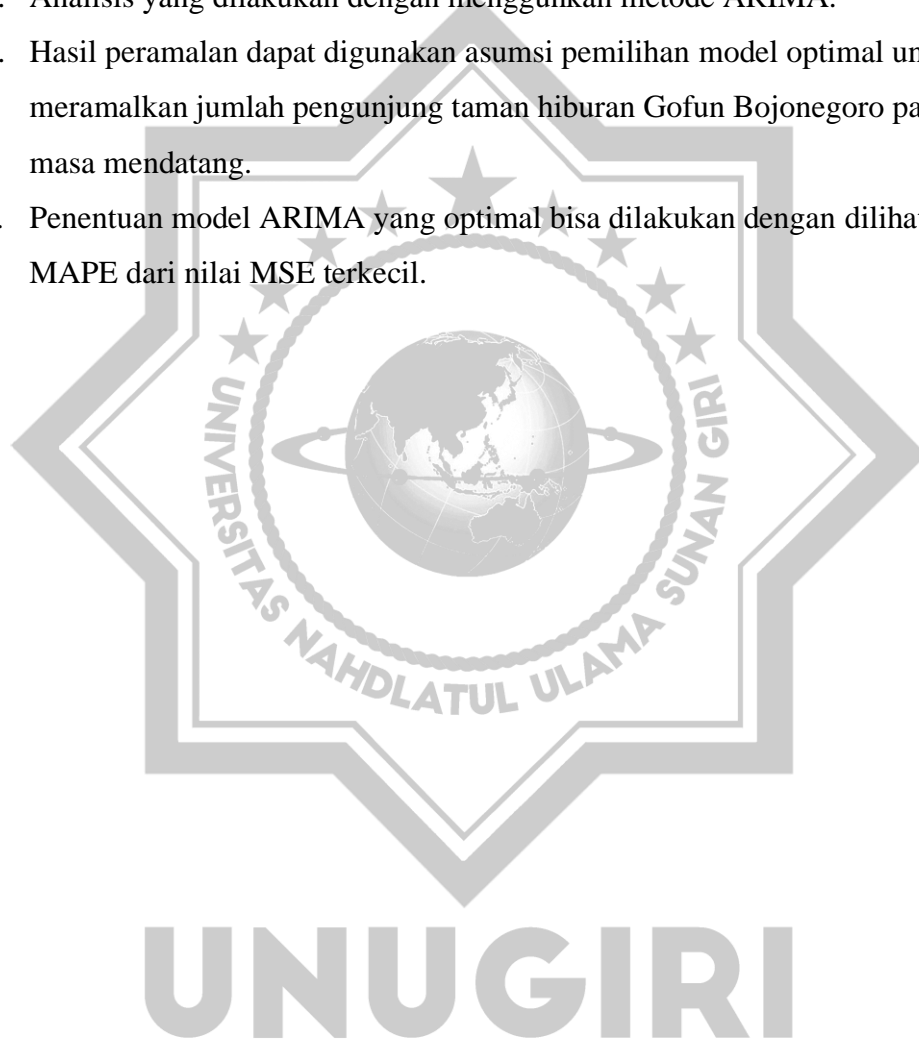 . Analisis yang dilakukan dengan menggunkan metode ARIMA.
. Hasil peramalan dapat digunakan asumsi pemilihan model optimal un
meramalkan jumlah pengunjung taman hiburan Gofun Bojonegoro pa
masa mendatang.
. Penentuan model ARIMA yang optimal bisa dilakukan dengan dilihat
MAPE dari nilai MSE terkecil.
UNIVERSITAS NAHDLATUL ULAMA SUNAN GIRI
UNUGIRI